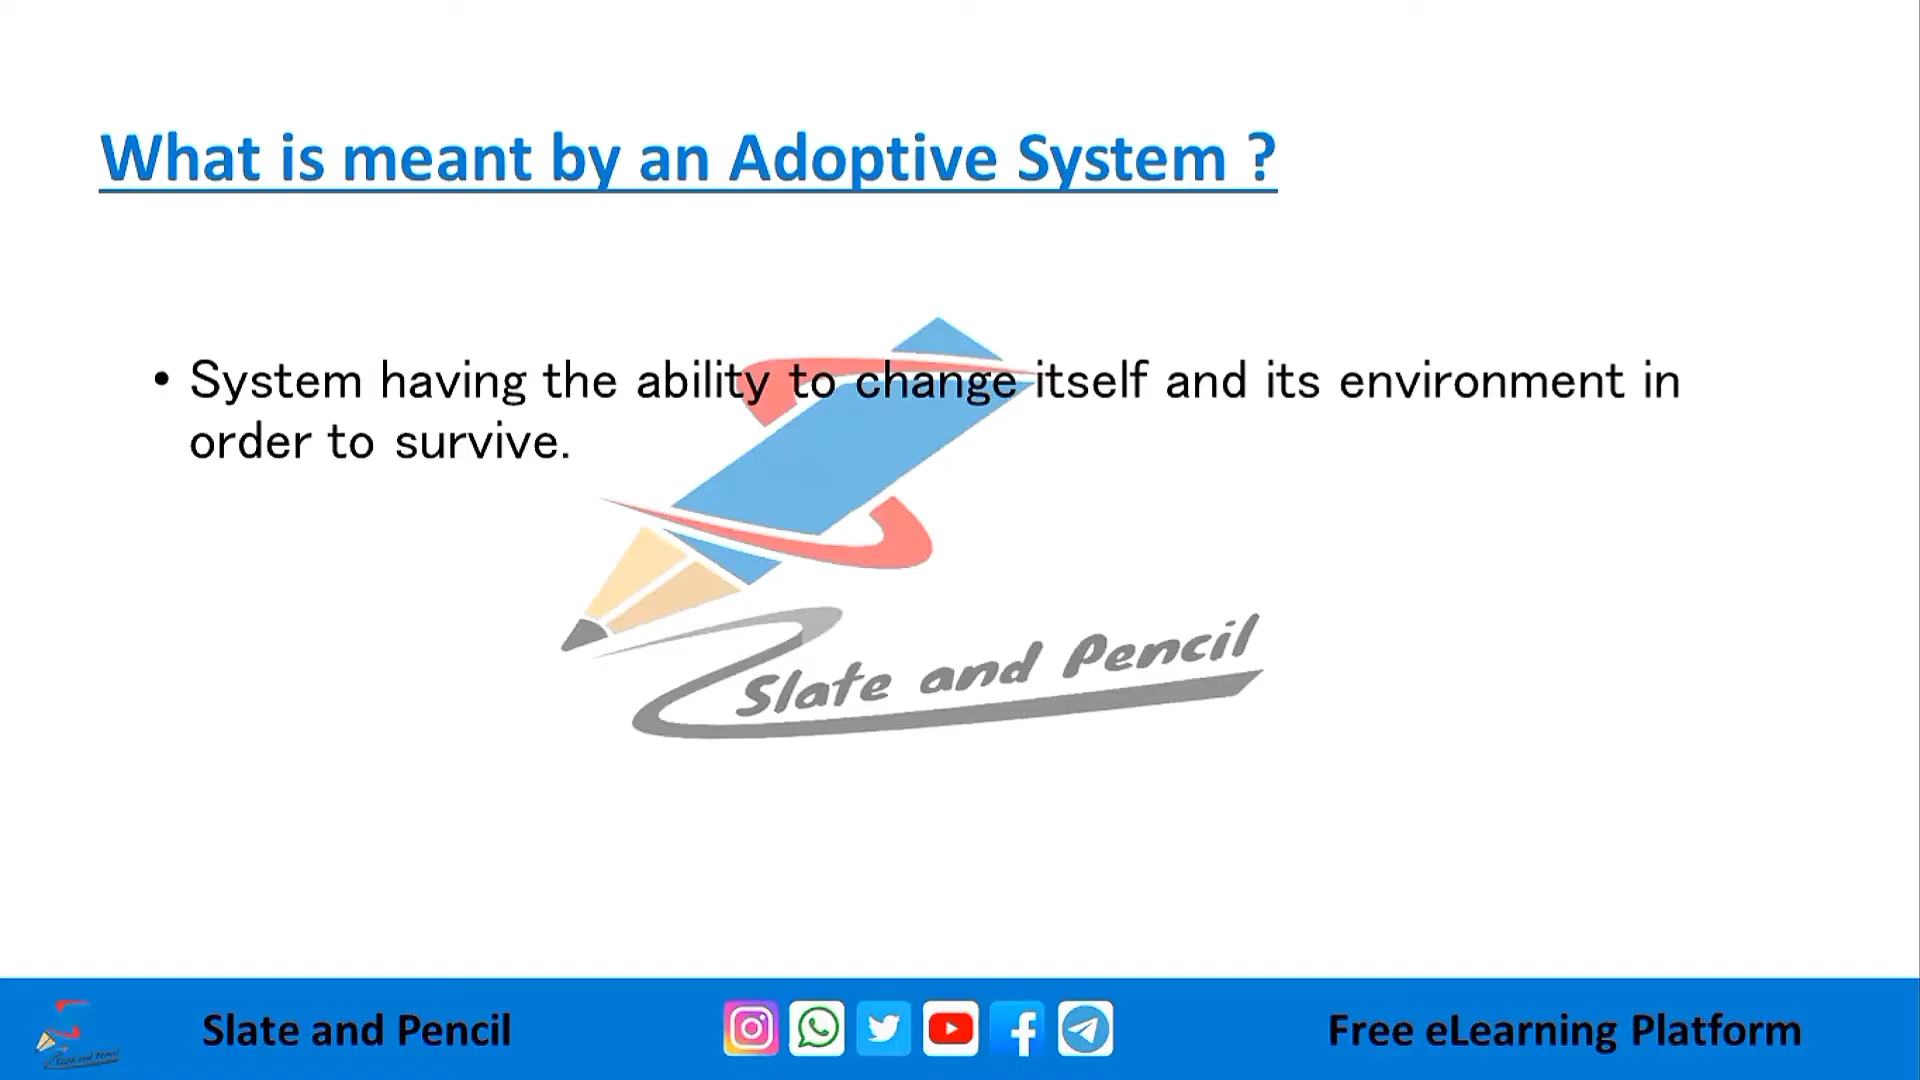 What is meant by an Adoptive System ?
• System having the ability to change itself and its environment in
order to survive.
Slate and Pencil
Slate and Pencil
Free eLearning Platform